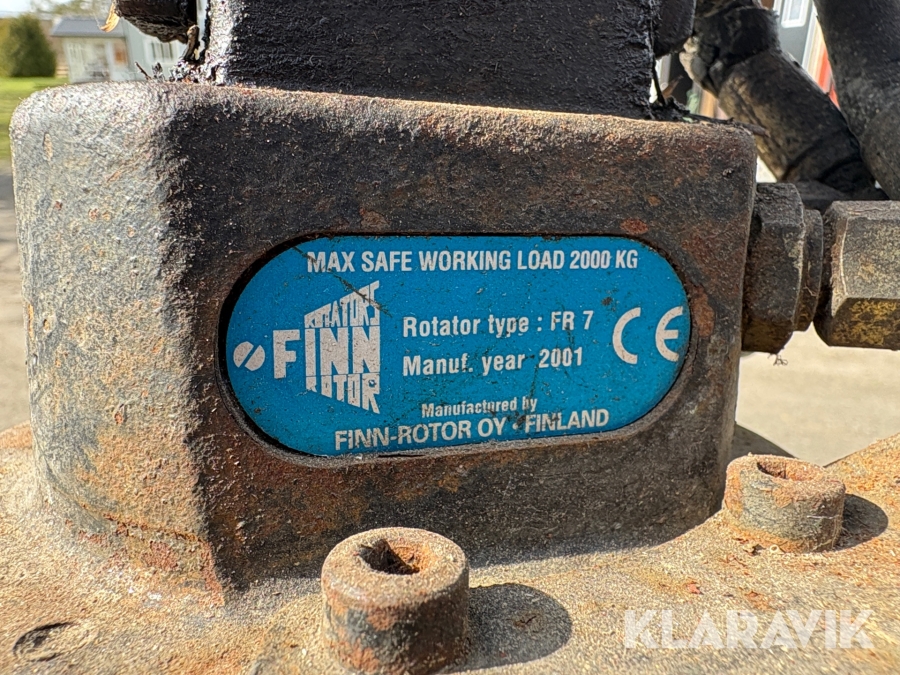 MAX SAFE WORKING LOAD 2000 KG
ROTATORS
FINN
ROTOR
Rotator type : FR 7
Manuf. year 2001
CE
Manufactured by
FINN-ROTOR OY FINLAND
KLARAVIK